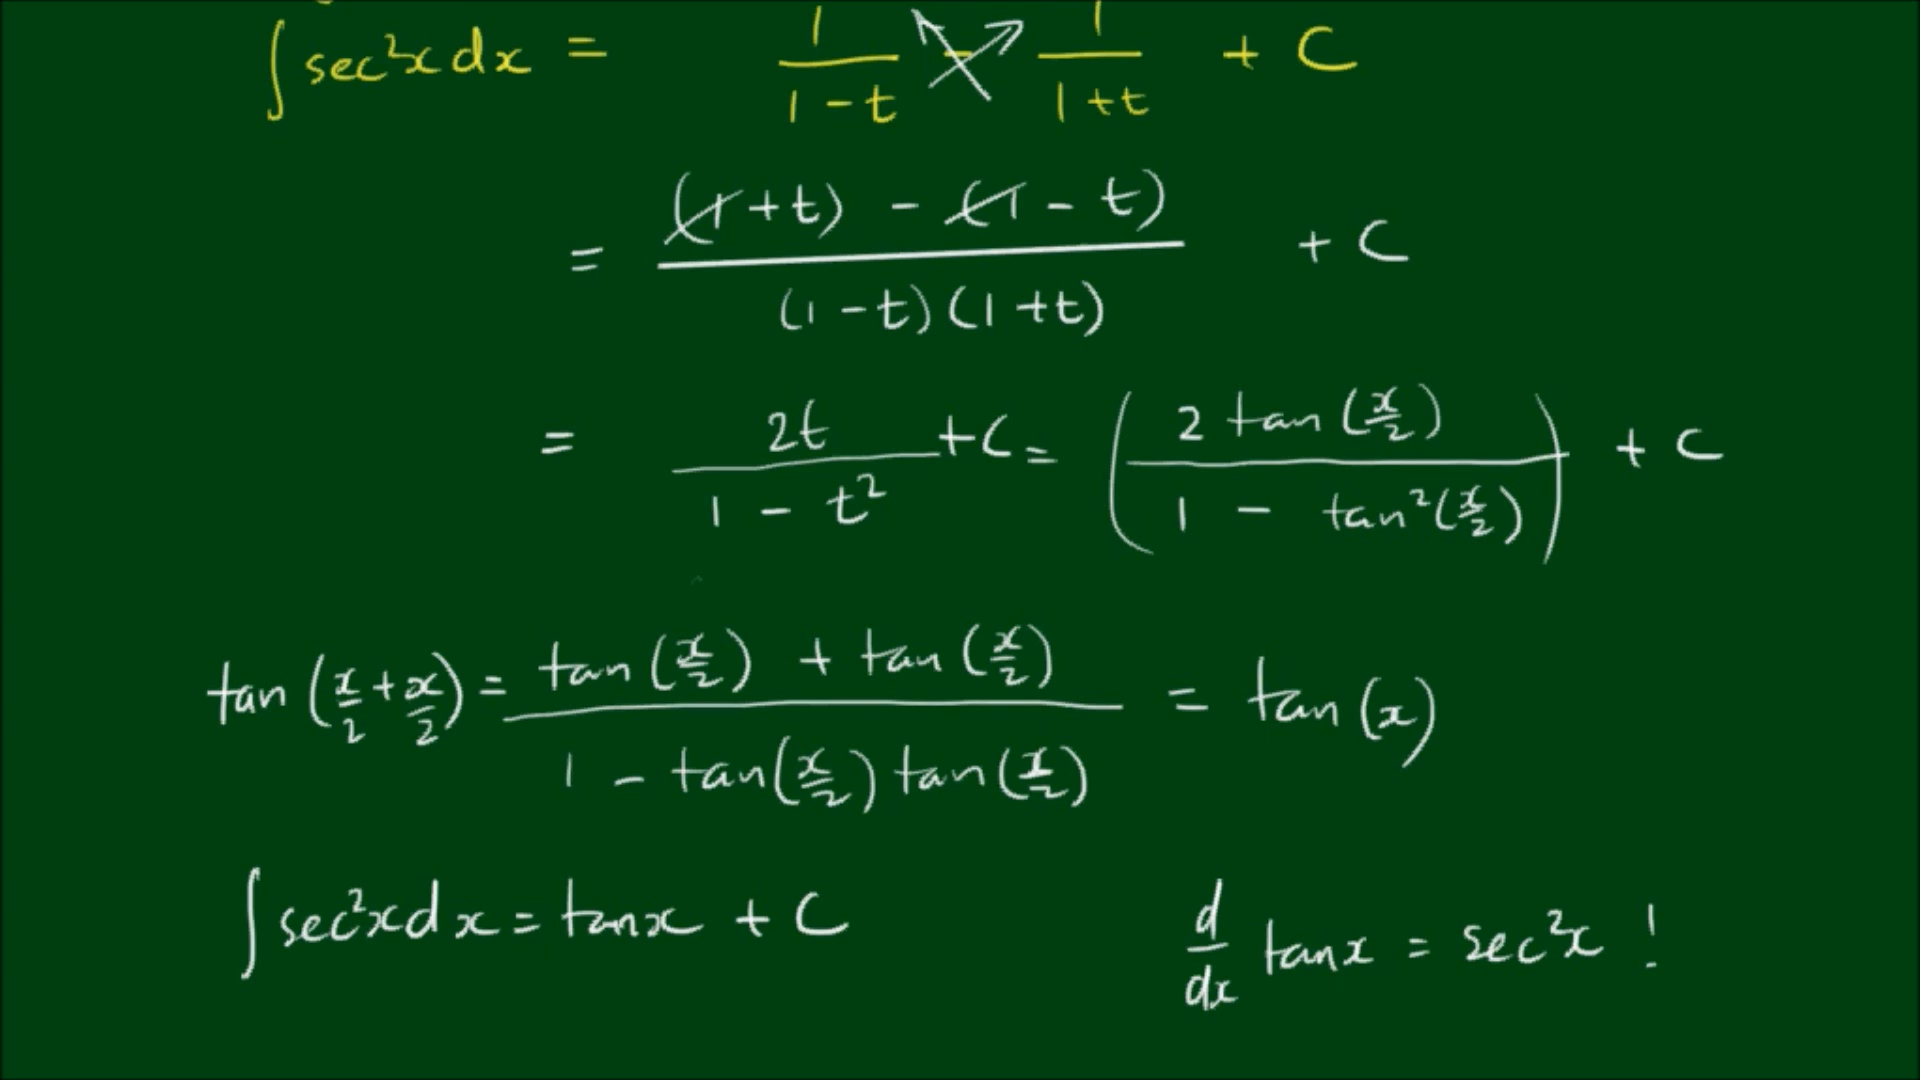 ∫ sec²x dx = 1/(1 - t) - 1/(1 + t) + C
= ((1 + t) - (1 - t))/((1 - t)(1 + t)) + C
= 2t/(1 - t²) + C = (2 tan(x/2)/(1 - tan²(x/2))) + C
tan(x/2 + x/2) = (tan(x/2) + tan(x/2))/(1 - tan(x/2) tan(x/2)) = tan(x)
∫ sec²x dx = tan x + C
d/dx tan x = sec²x !